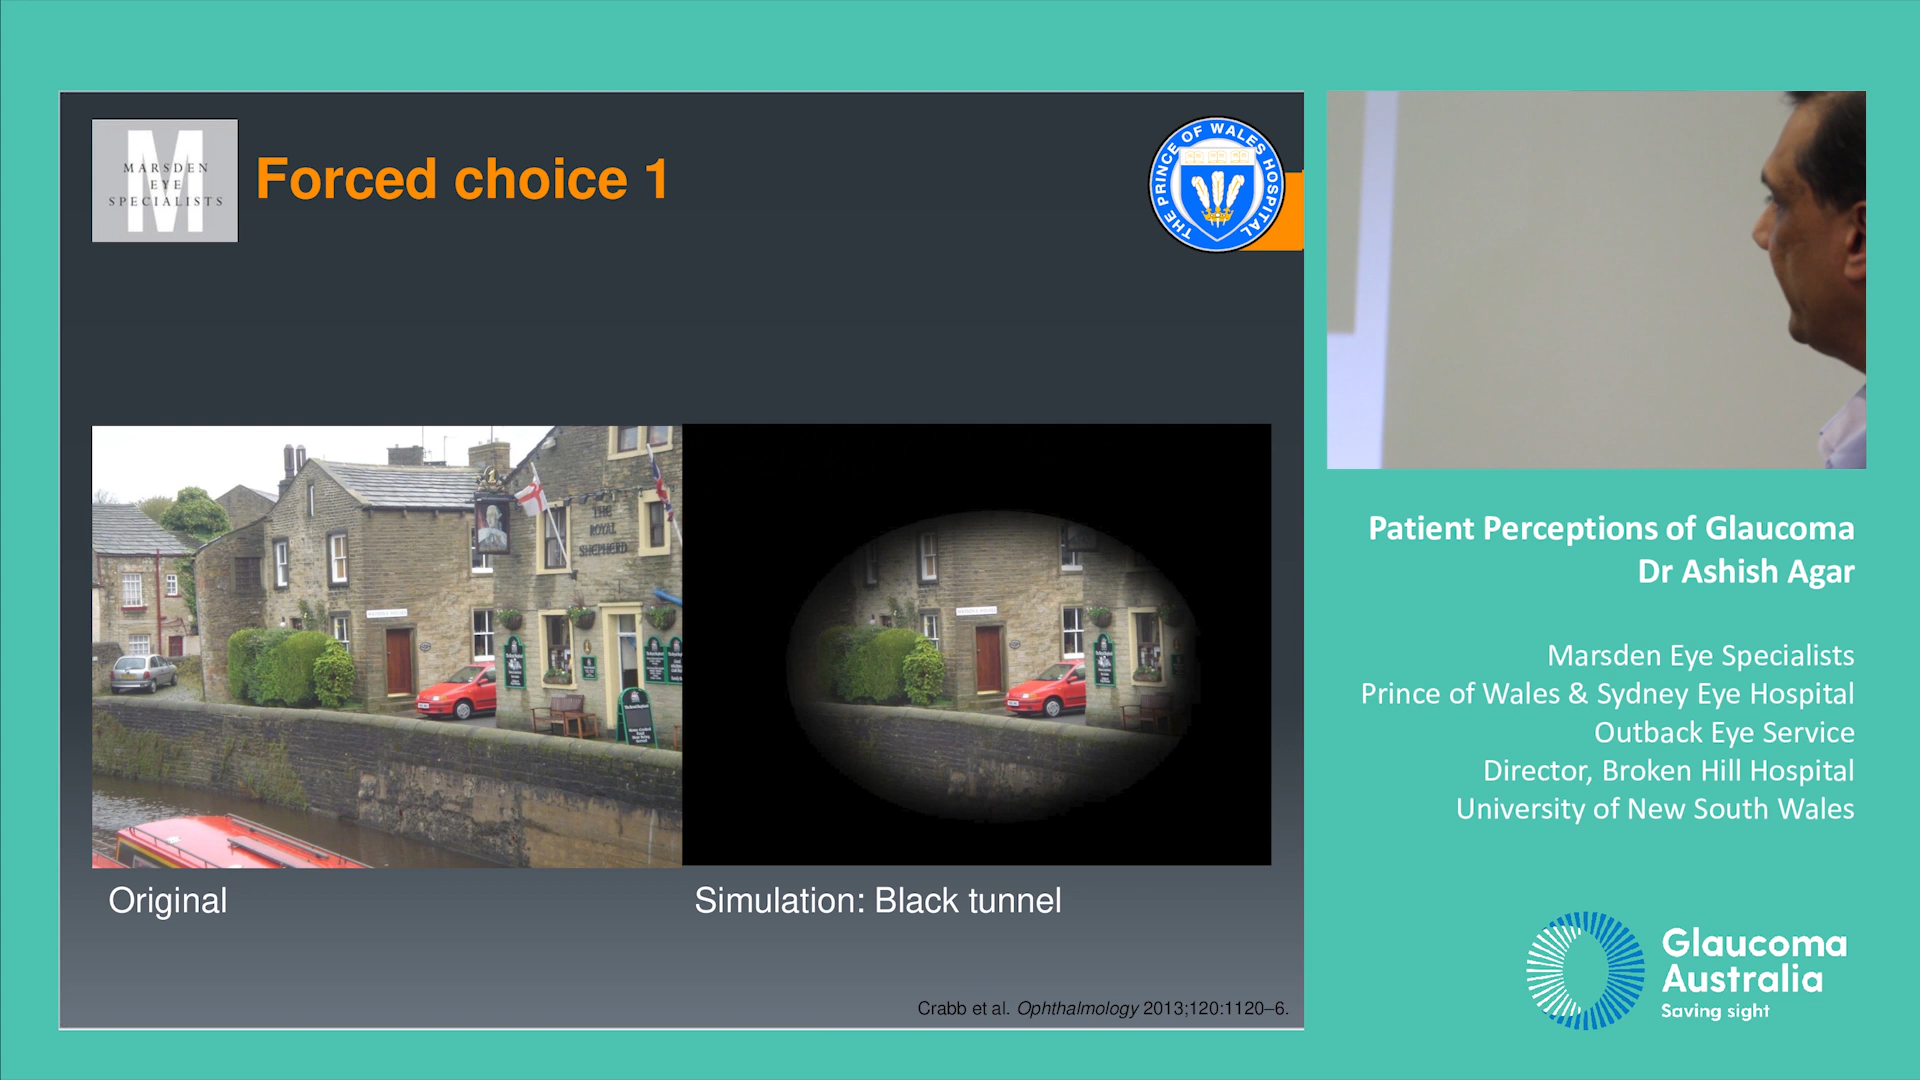 MARSDEN
EYE
SPECIALISTS
Forced choice 1
THE PRINCE OF WALES HOSPITAL
THE
ROYAL
SHEPHERD
Original
Simulation: Black tunnel
Crabb et al. Ophthalmology 2013;120:1120–6.
Patient Perceptions of Glaucoma
Dr Ashish Agar
Marsden Eye Specialists
Prince of Wales & Sydney Eye Hospital
Outback Eye Service
Director, Broken Hill Hospital
University of New South Wales
Glaucoma
Australia
Saving sight